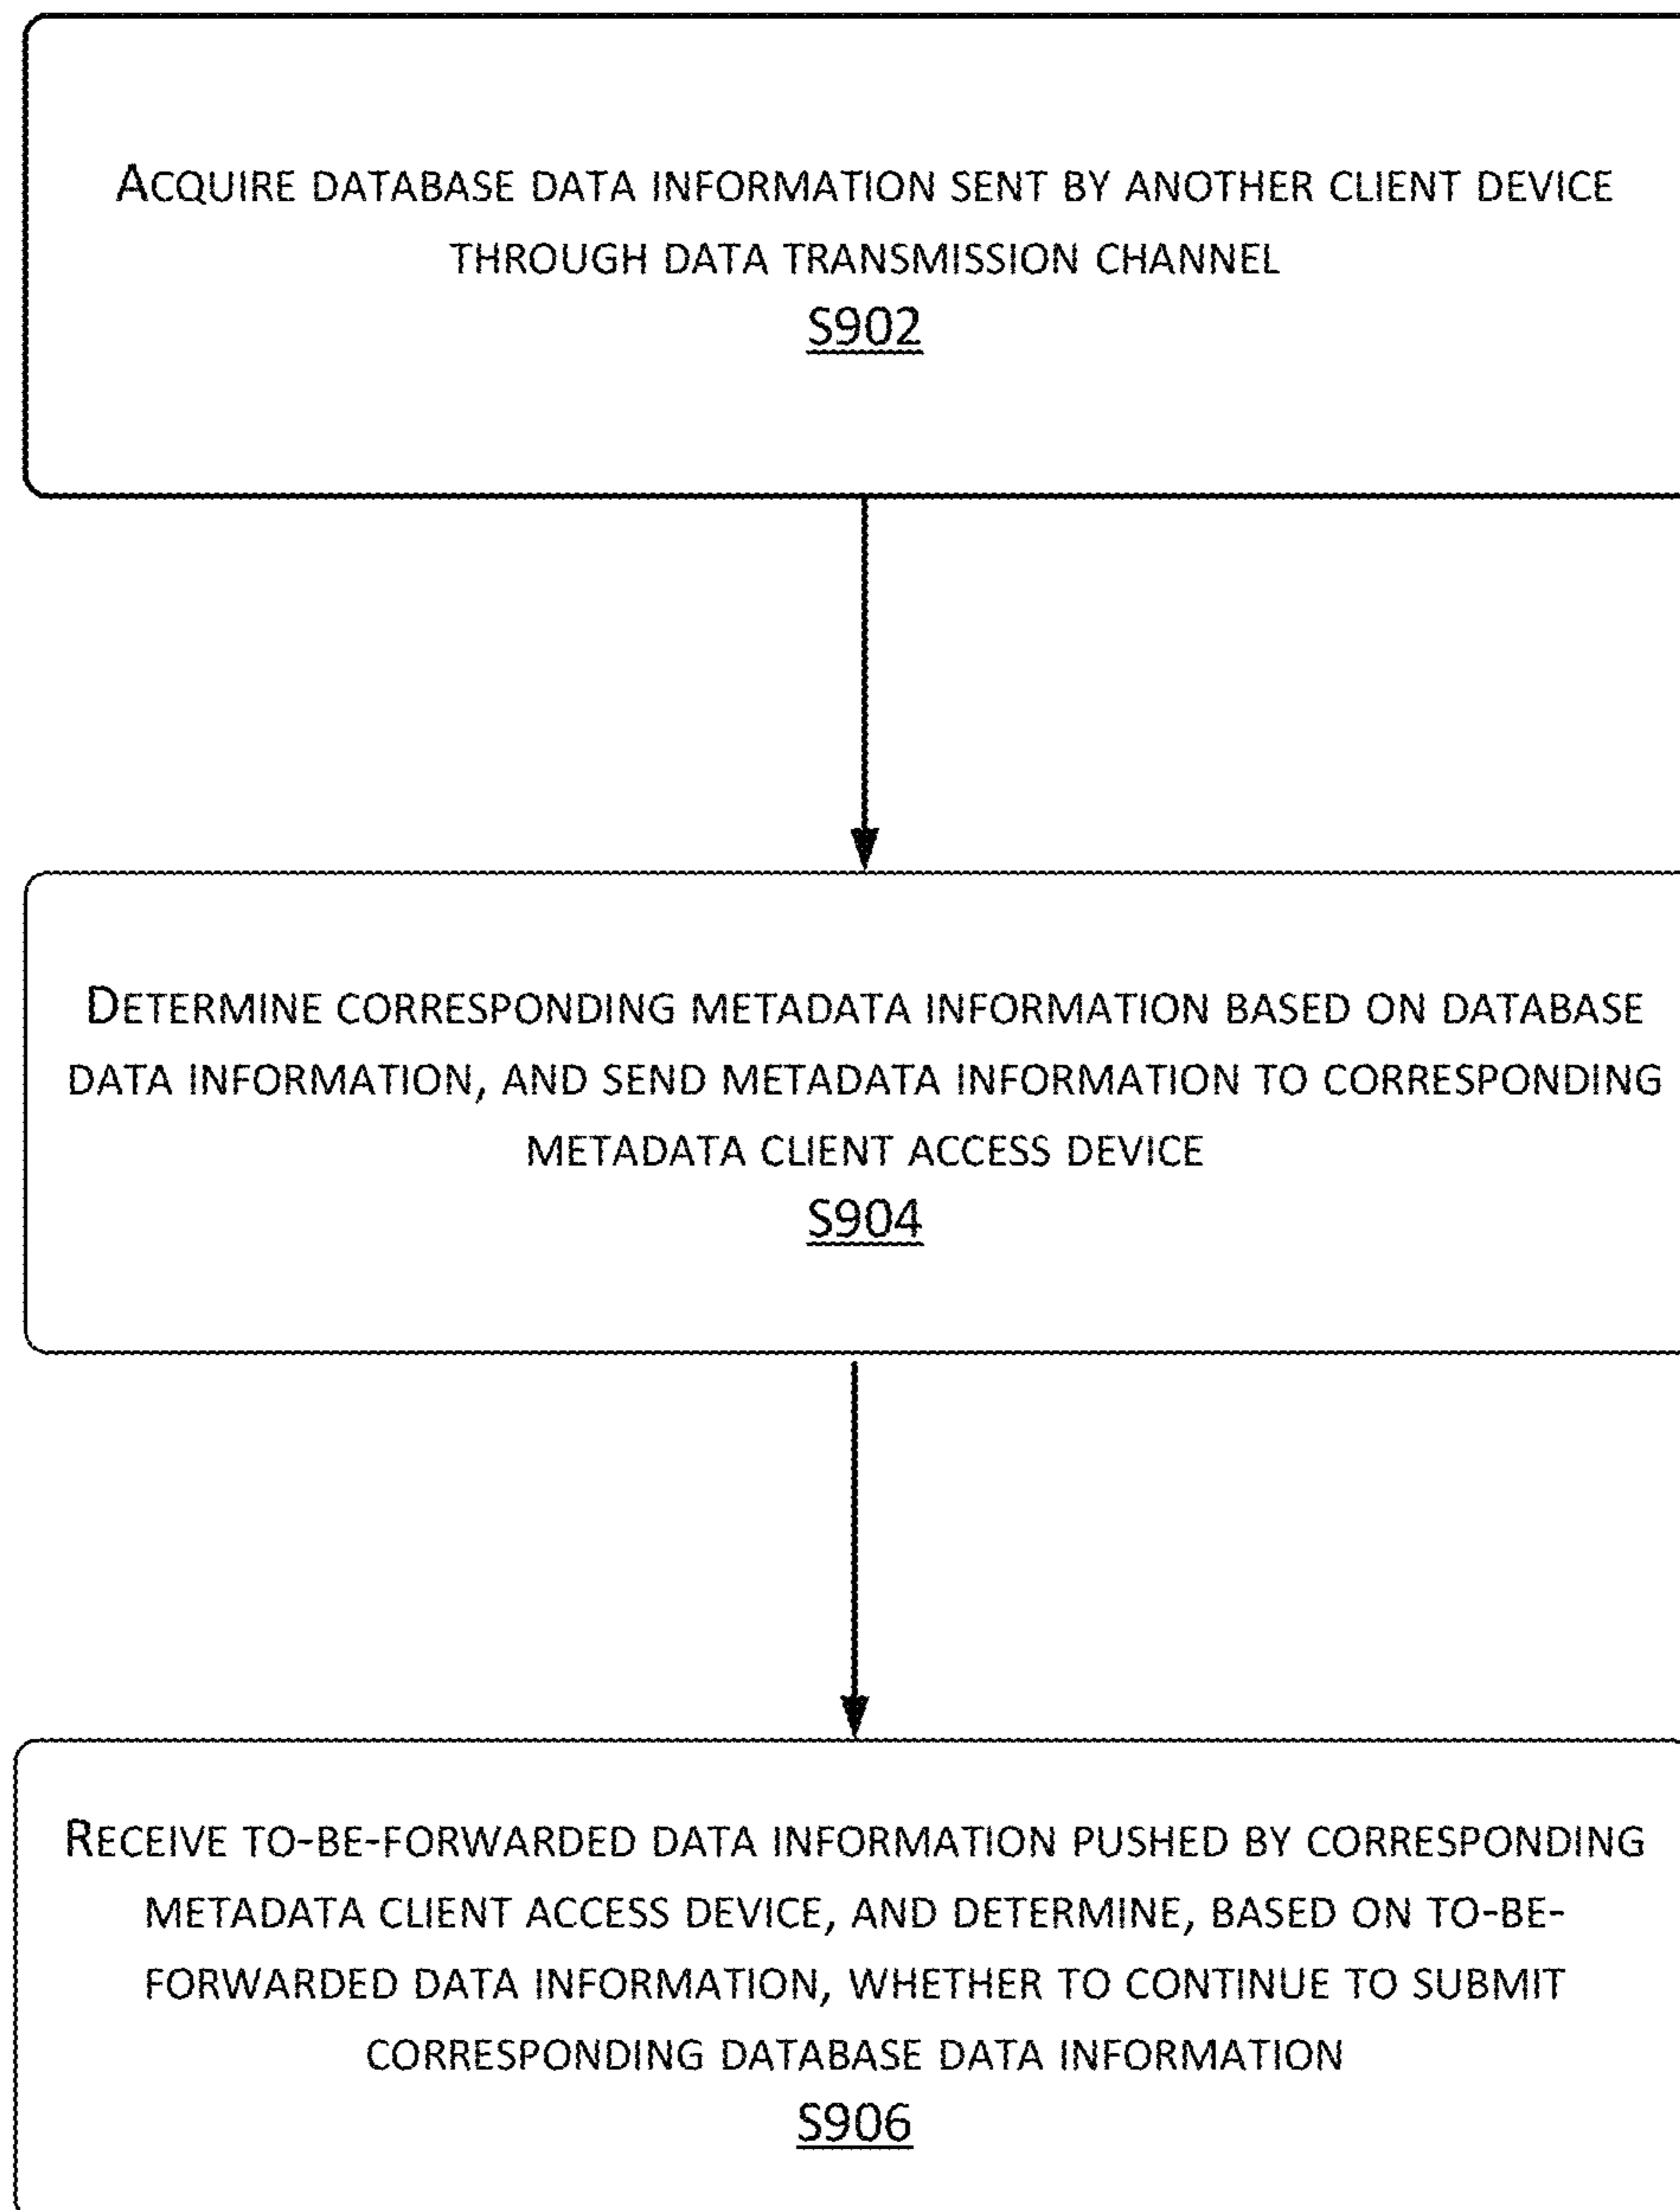 ACQUIRE DATABASE DATA INFORMATION SENT BY ANOTHER CLIENT DEVICE
THROUGH DATA TRANSMISSION CHANNEL
S902
DETERMINE CORRESPONDING METADATA INFORMATION BASED ON DATABASE
DATA INFORMATION, AND SEND METADATA INFORMATION TO CORRESPONDING
METADATA CLIENT ACCESS DEVICE
S904
RECEIVE TO-BE-FORWARDED DATA INFORMATION PUSHED BY CORRESPONDING
METADATA CLIENT ACCESS DEVICE, AND DETERMINE, BASED ON TO-BE-
FORWARDED DATA INFORMATION, WHETHER TO CONTINUE TO SUBMIT
CORRESPONDING DATABASE DATA INFORMATION
S906